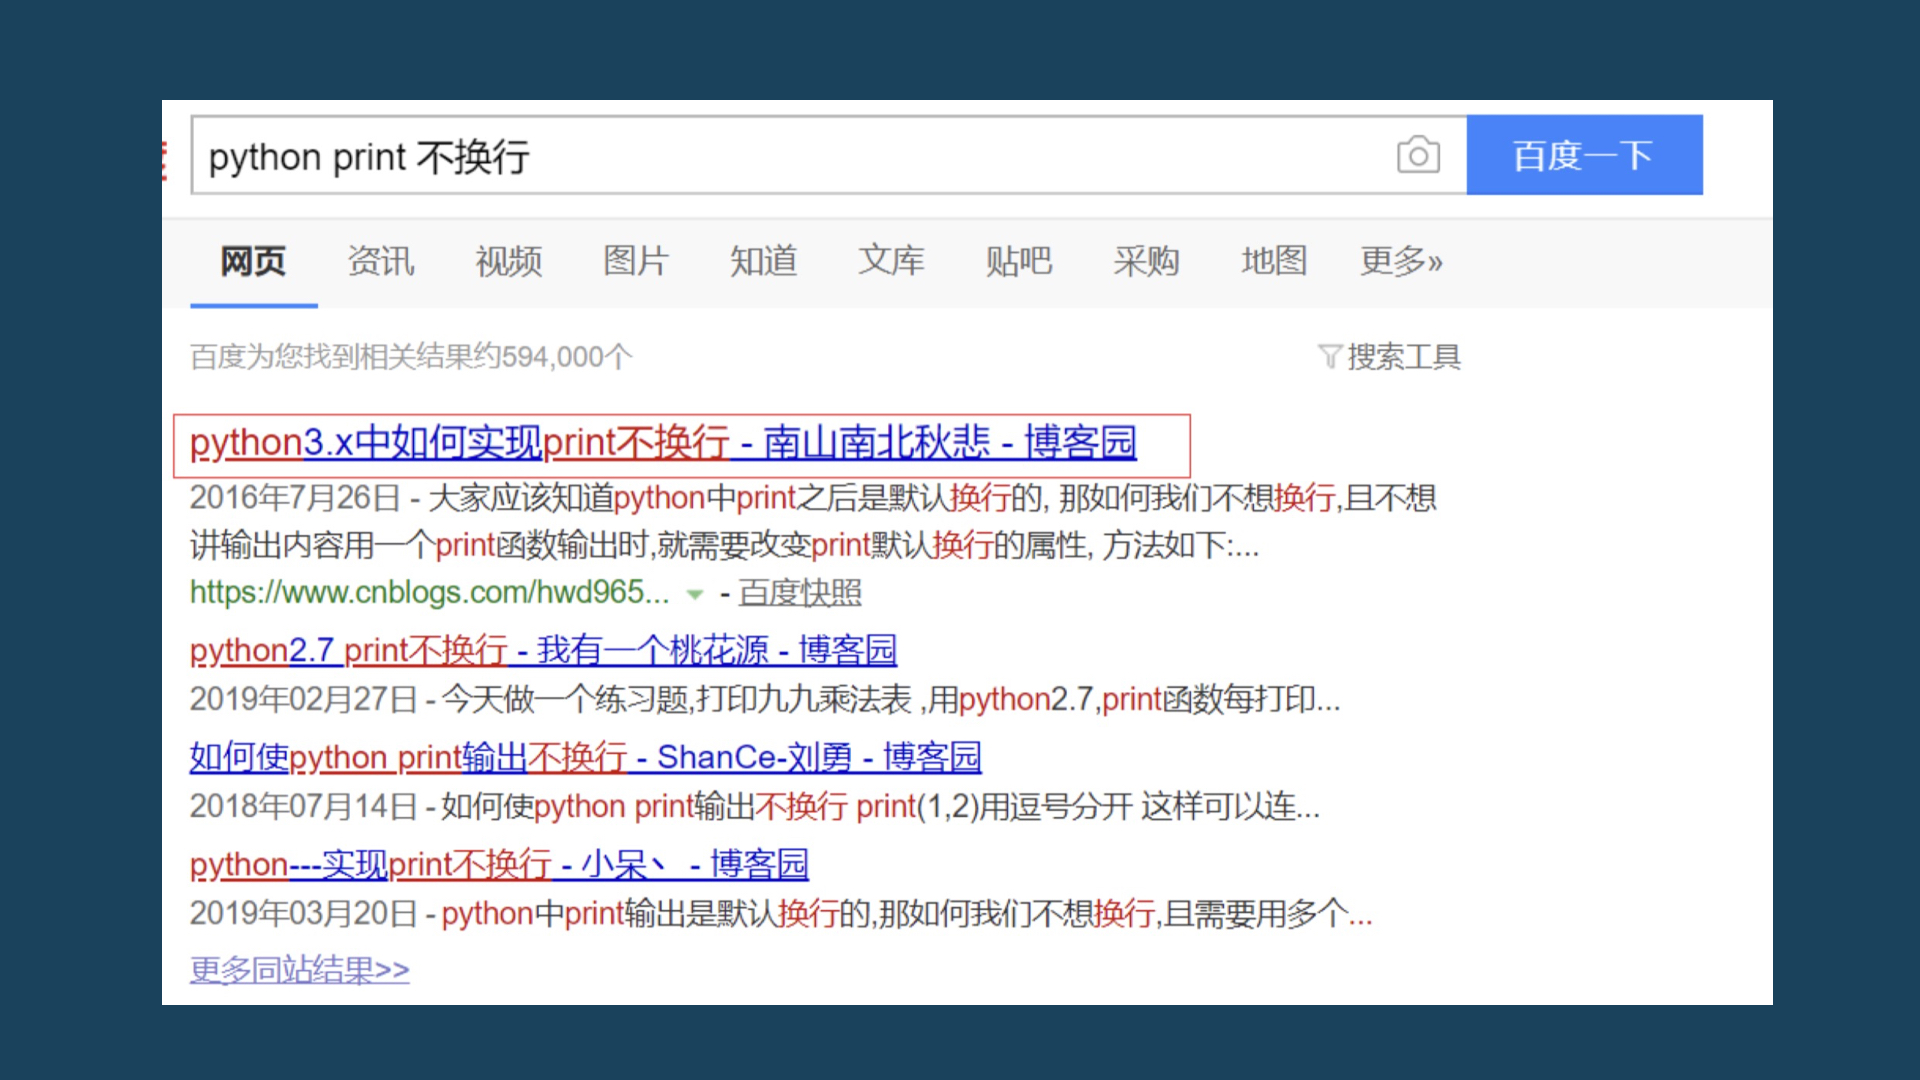 python print 不换行
百度一下
网页 资讯 视频 图片 知道 文库 贴吧 采购 地图 更多»
百度为您找到相关结果约594,000个
搜索工具
python3.x中如何实现print不换行 - 南山南北秋悲 - 博客园
2016年7月26日 - 大家应该知道python中print之后是默认换行的, 那如何我们不想换行,且不想
讲输出内容用一个print函数输出时,就需要改变print默认换行的属性, 方法如下:...
https://www.cnblogs.com/hwd965... - 百度快照
python2.7 print不换行 - 我有一个桃花源 - 博客园
2019年02月27日 - 今天做一个练习题,打印九九乘法表 ,用python2.7,print函数每打印...
如何使python print输出不换行 - ShanCe-刘勇 - 博客园
2018年07月14日 - 如何使python print输出不换行 print(1,2)用逗号分开 这样可以连...
python---实现print不换行 - 小呆丶 - 博客园
2019年03月20日 - python中print输出是默认换行的,那如何我们不想换行,且需要用多个...
更多同站结果>>